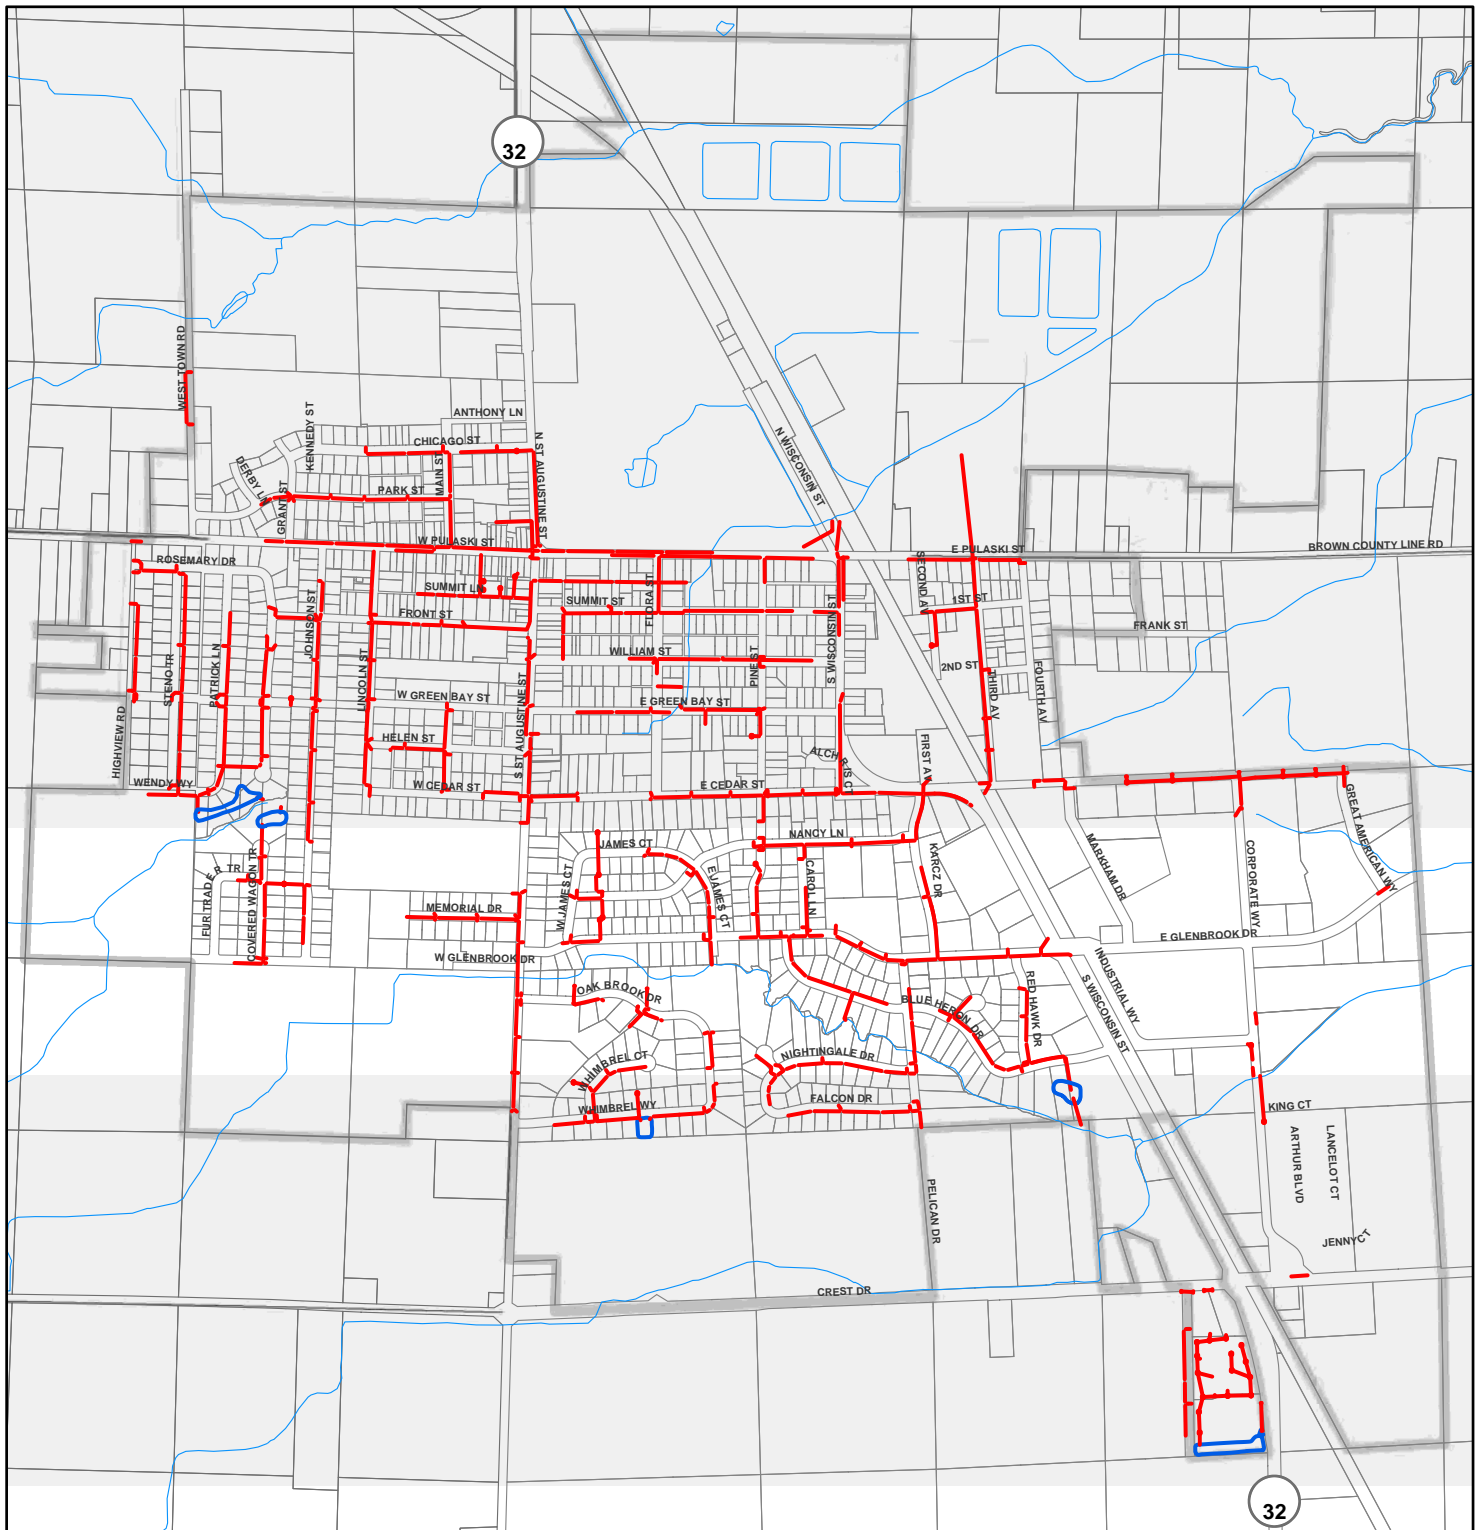 32
WEST TOWN RD
ANTHONY LN
KENNEDY ST
CHICAGO ST
N ST AUGUSTINE ST
MAIN ST
N WISCONSIN ST
DERBY LN
PARK ST
GRANT ST
W PULASKI ST
E PULASKI ST
BROWN COUNTY LINE RD
ROSEMARY DR
SECOND AV
SUMMIT LN
FLORA ST
SUMMIT ST
1ST ST
FRONT ST
JOHNSON ST
FRANK ST
S WISCONSIN ST
WILLIAM ST
PINE ST
2ND ST
STENO TR
PATRICK LN
LINCOLN ST
W GREEN BAY ST
E GREEN BAY ST
THIRD AV
FOURTH AV
HIGHVIEW RD
HELEN ST
S ST AUGUSTINE ST
FIRST AV
WENDY WY
W CEDAR ST
E CEDAR ST
NANCY LN
GREAT AMERICAN WY
JAMES CT
MARKHAM DR
KARCZ DR
CORPORATE WY
FUR TRADER TR
W JAMES CT
E JAMES CT
CAROL LN
COVERED WAGON TR
MEMORIAL DR
E GLENBROOK DR
W GLENBROOK DR
INDUSTRIAL WY
OAK BROOK DR
BLUE HERON DR
RED HAWK DR
S WISCONSIN ST
WHIMBREL CT
NIGHTINGALE DR
WHIMBREL WY
FALCON DR
KING CT
ARTHUR BLVD
LANCELOT CT
PELICAN DR
JENNY CT
CREST DR
32